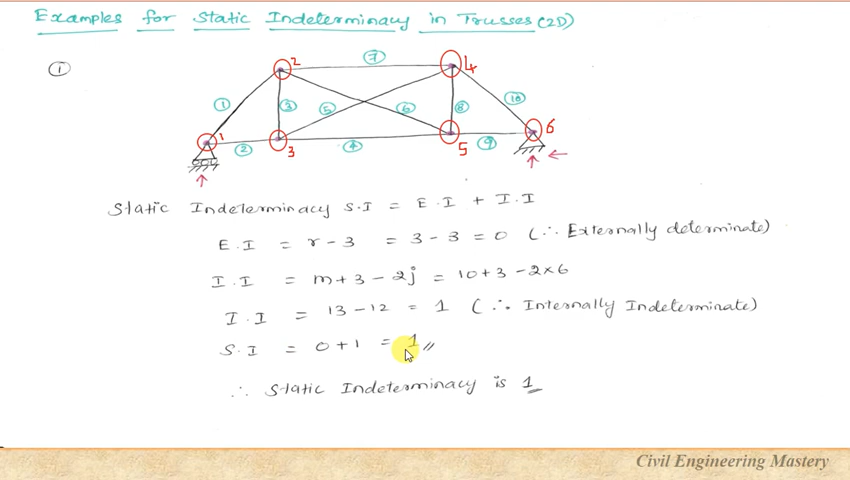 Examples for Static Indeterminacy in Trusses (2D)
①
⑦
2
4
① ③ ⑤ ⑥ ⑧ ⑩
1
6
② 3 ④ 5 ⑨
Static Indeterminacy S.I = E.I + I.I
E.I = r - 3 = 3 - 3 = 0 (∴ Externally determinate)
I.I = m + 3 - 2j = 10 + 3 - 2×6
I.I = 13 - 12 = 1 (∴ Internally Indeterminate)
S.I = 0 + 1 = 1 //
∴ Static Indeterminacy is 1
Civil Engineering Mastery